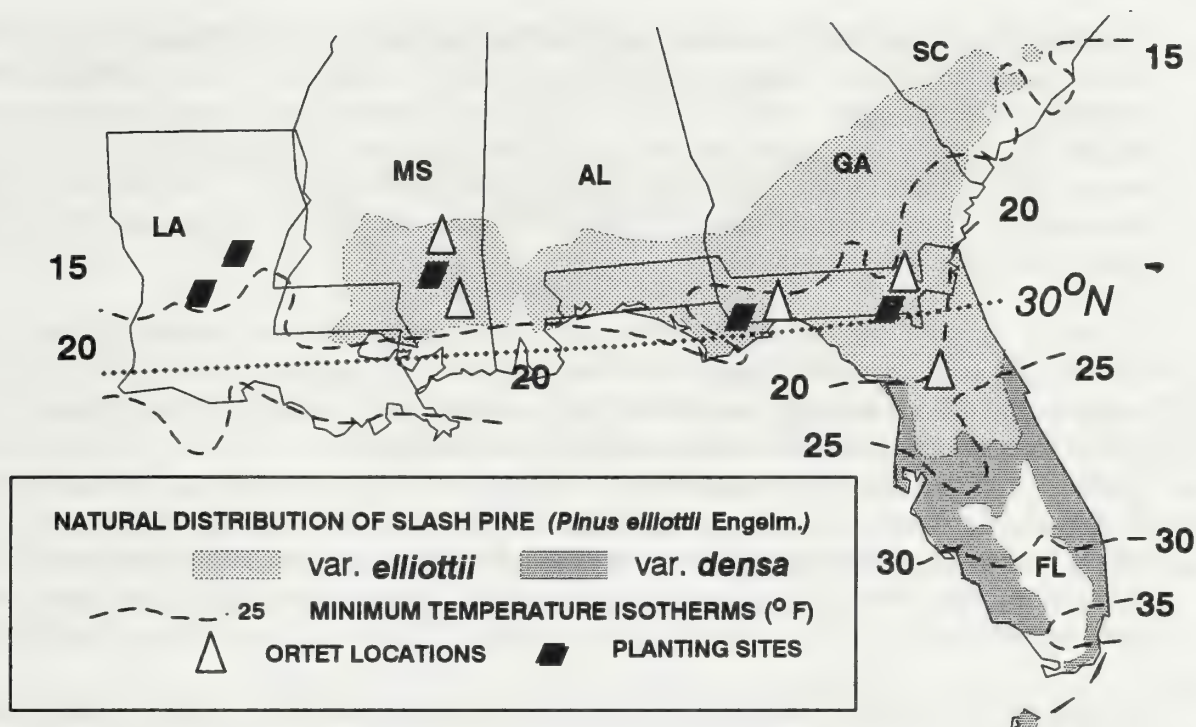 SC
15
MS
AL
GA
LA
20
15
30°N
20
20
20
25
25
NATURAL DISTRIBUTION OF SLASH PINE (Pinus elliottii Engelm.)
var. elliottii var. densa
25 MINIMUM TEMPERATURE ISOTHERMS (° F)
ORTET LOCATIONS PLANTING SITES
30
30
FL
35